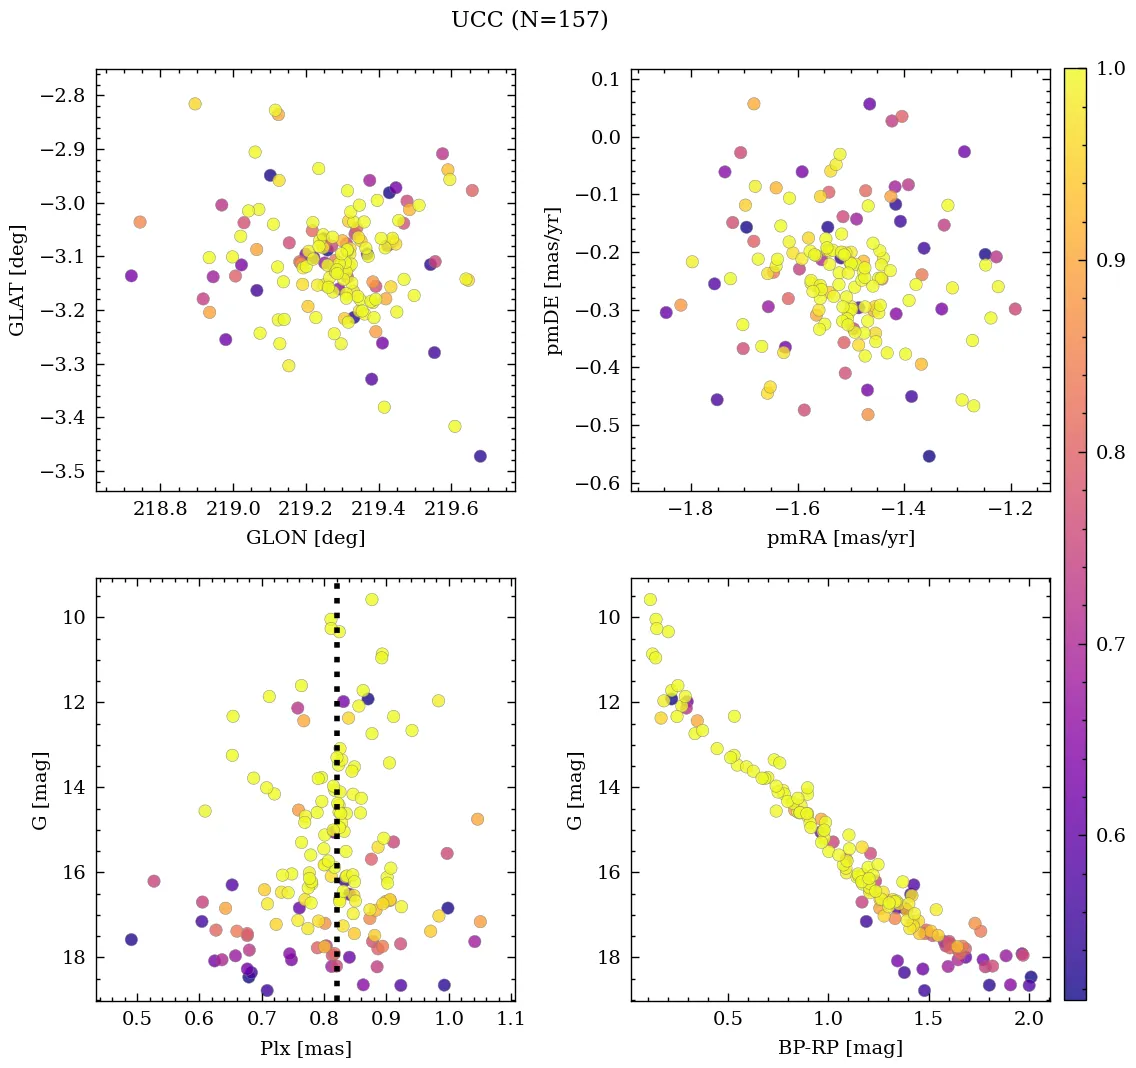 UCC (N=157)
−2.8
−2.9
−3.0
−3.1
−3.2
−3.3
−3.4
−3.5
GLAT [deg]
218.8 219.0 219.2 219.4 219.6
GLON [deg]
0.1
0.0
−0.1
−0.2
−0.3
−0.4
−0.5
−0.6
pmDE [mas/yr]
−1.8 −1.6 −1.4 −1.2
pmRA [mas/yr]
10
12
14
16
18
G [mag]
0.5 0.6 0.7 0.8 0.9 1.0 1.1
Plx [mas]
10
12
14
16
18
G [mag]
0.5 1.0 1.5 2.0
BP-RP [mag]
1.0
0.9
0.8
0.7
0.6